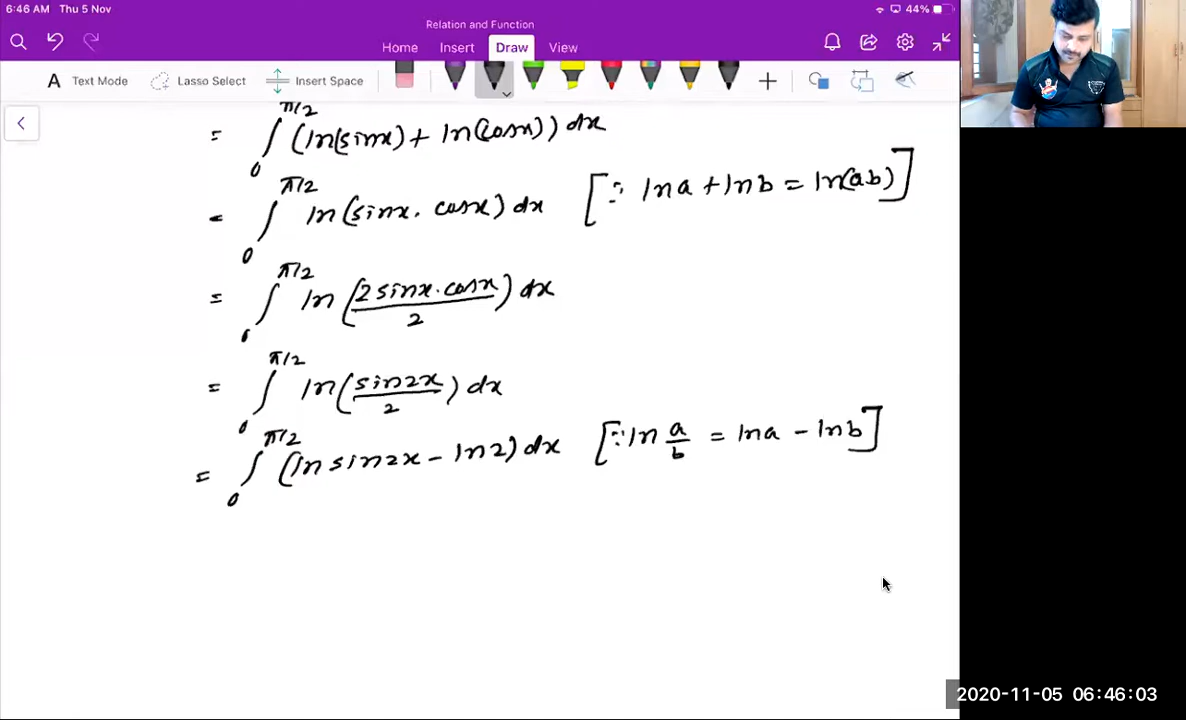 6:46 AM Thu 5 Nov
44%
Relation and Function
Home Insert Draw View
A Text Mode Lasso Select Insert Space
= ∫₀^π/2 (ln(sinx) + ln(cosx)) dx
= ∫₀^π/2 ln(sinx. cosx) dx [∵ lna + lnb = ln(ab)]
= ∫₀^π/2 ln(2sinx.cosx/2) dx
= ∫₀^π/2 ln(sin2x/2) dx
= ∫₀^π/2 (ln sin2x - ln2) dx [∵ ln a/b = lna - lnb]
2020-11-05 06:46:03